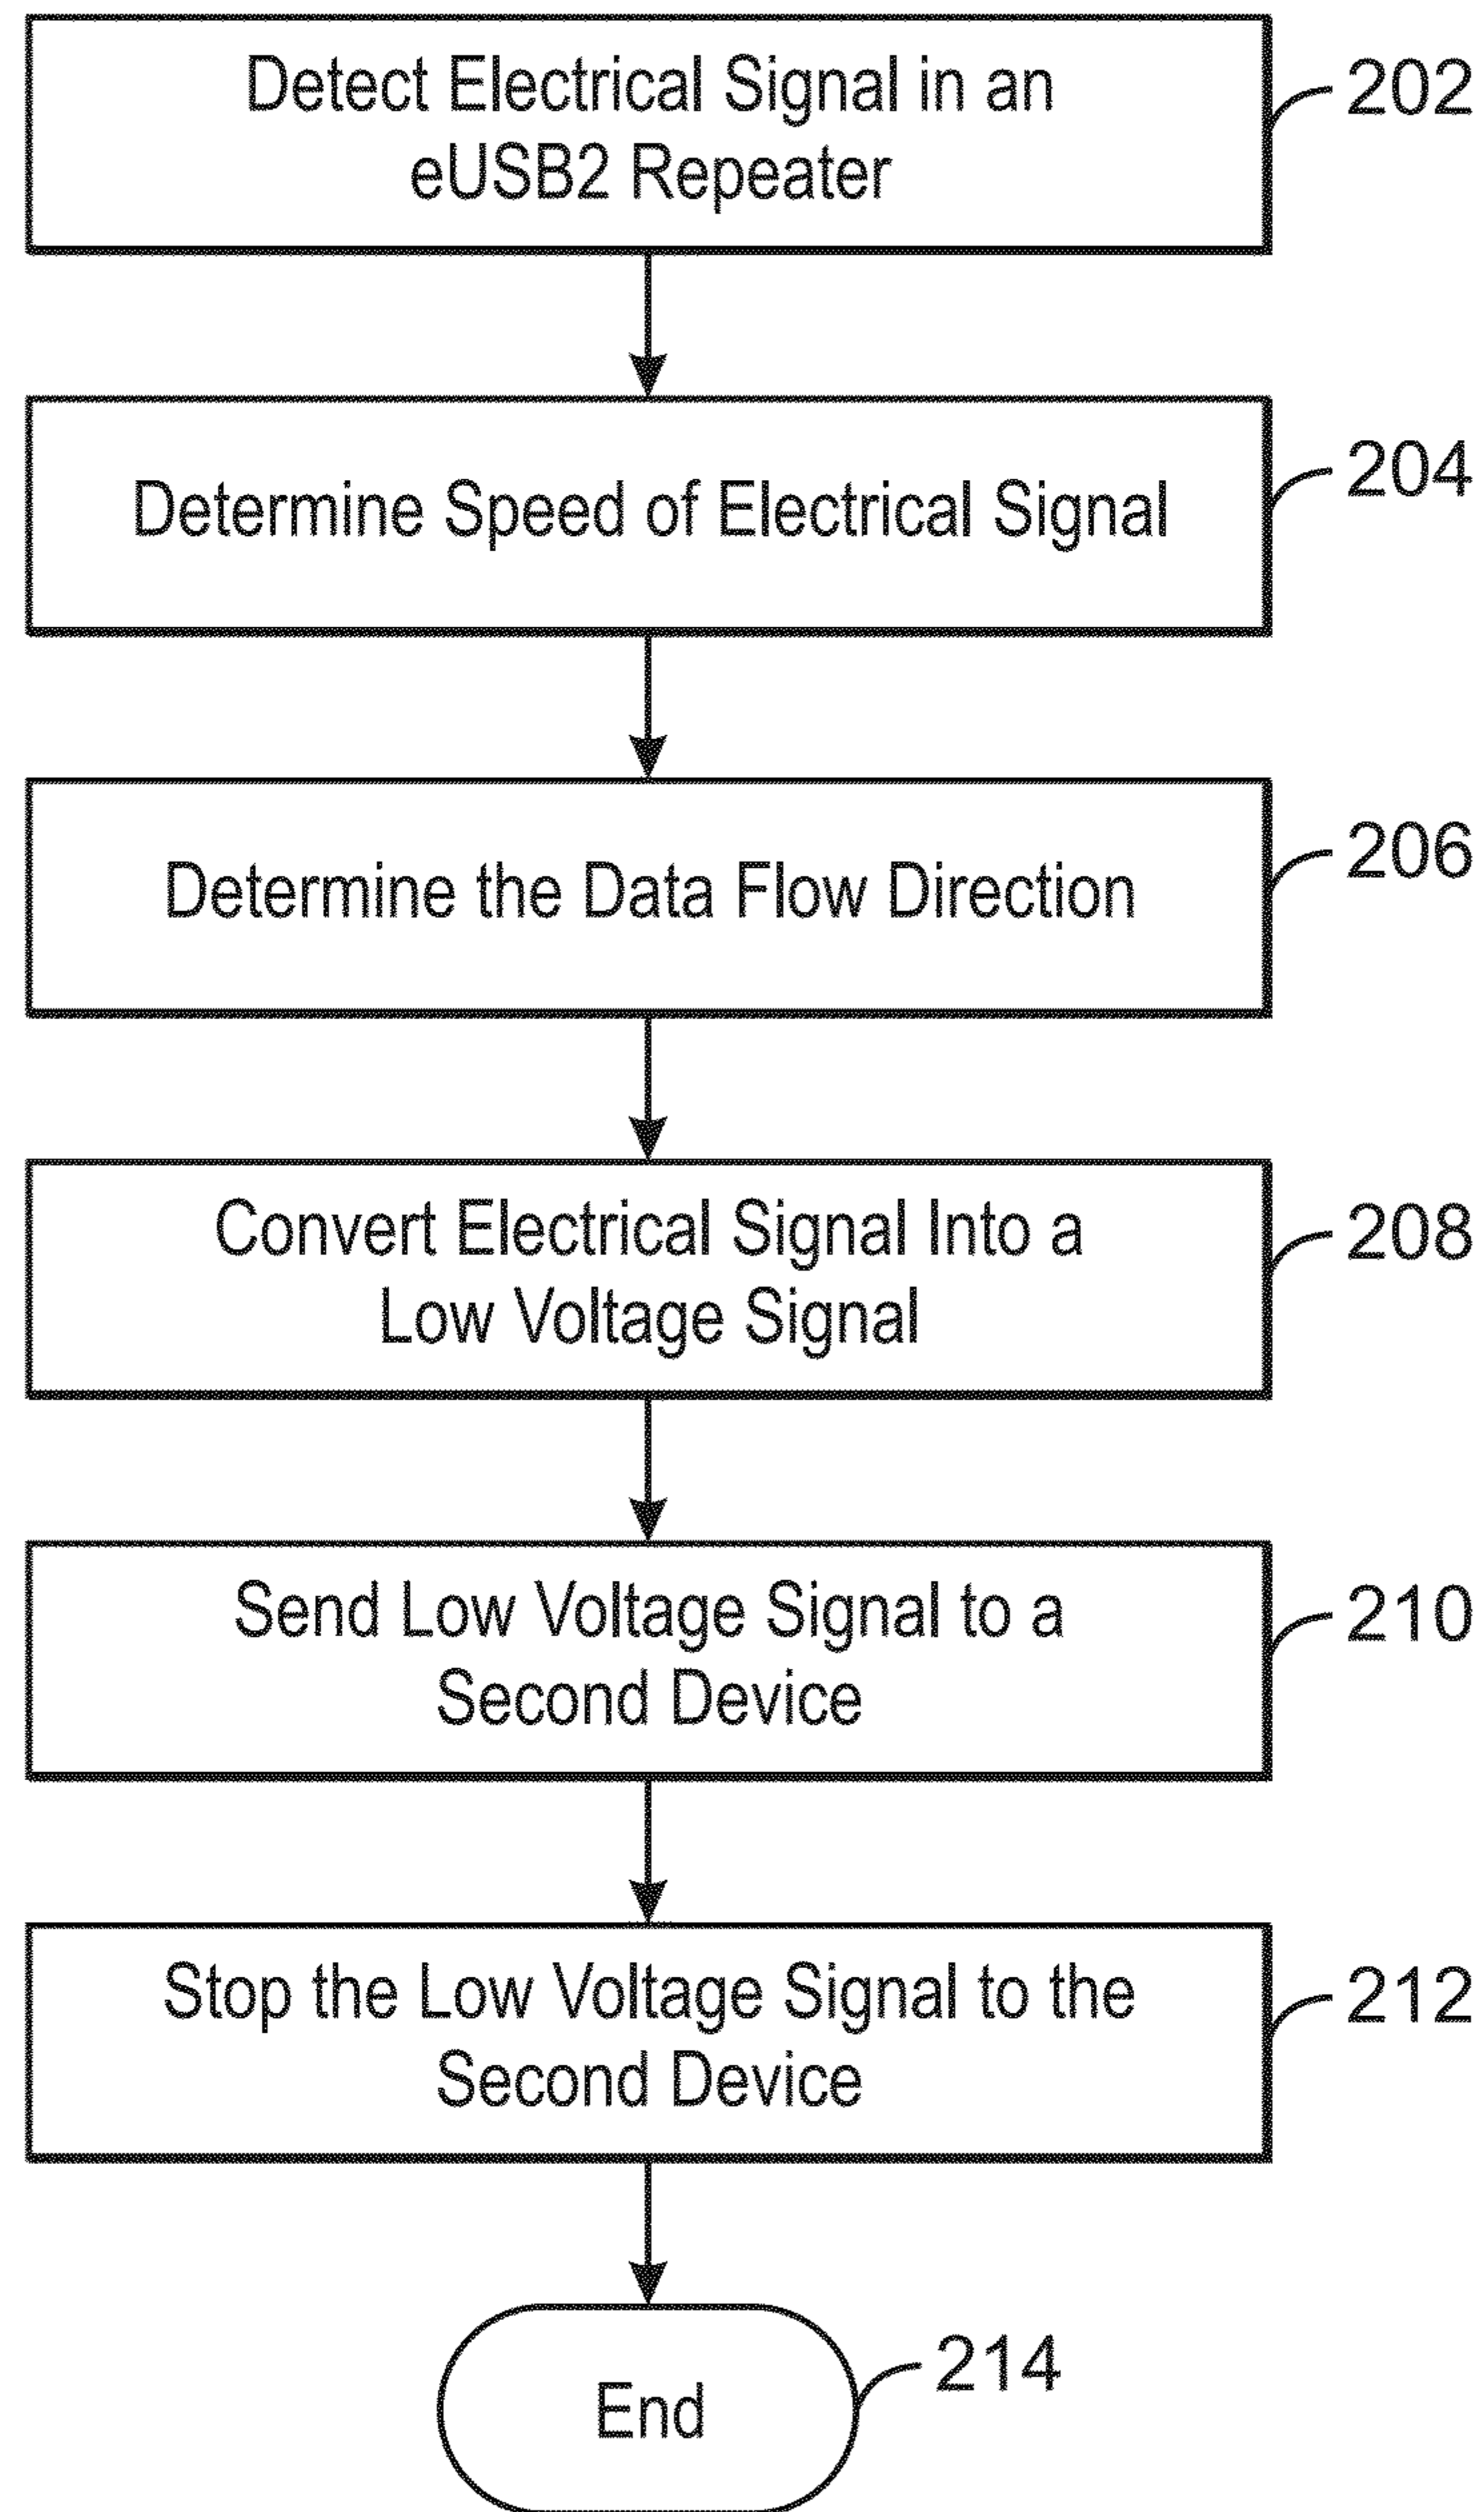 Detect Electrical Signal in an
eUSB2 Repeater
202
Determine Speed of Electrical Signal
204
Determine the Data Flow Direction
206
Convert Electrical Signal Into a
Low Voltage Signal
208
Send Low Voltage Signal to a
Second Device
210
Stop the Low Voltage Signal to the
Second Device
212
End
214